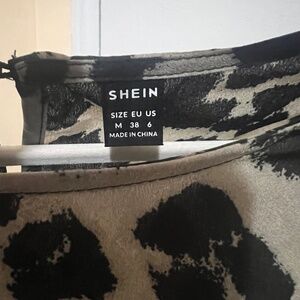 SHEIN
SIZE EU US
M 38 6
MADE IN CHINA